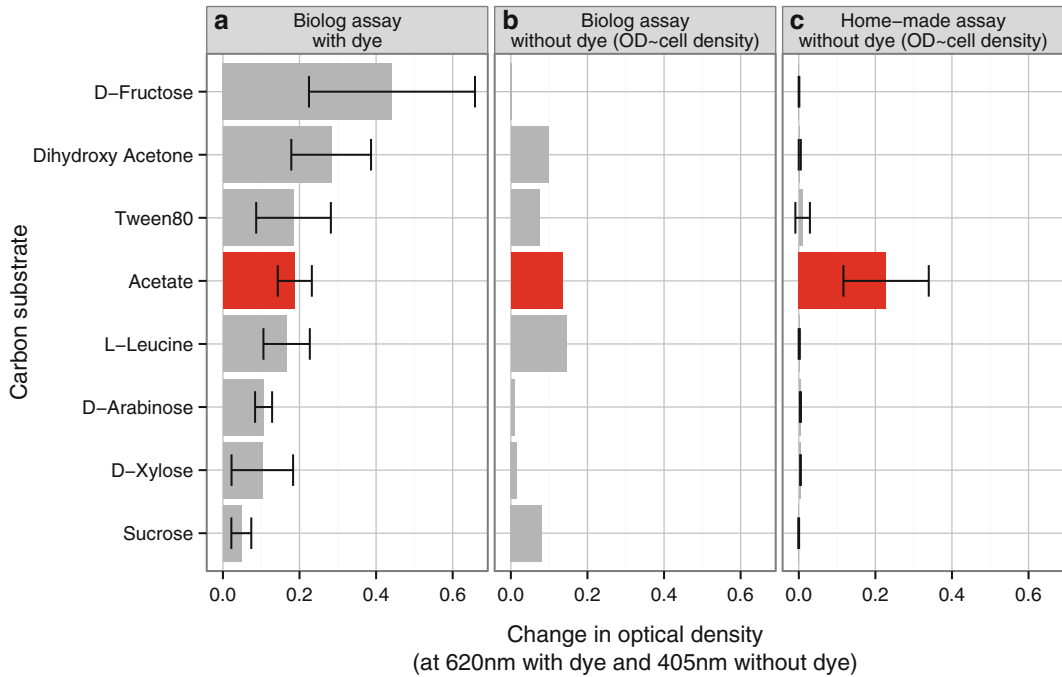 a
Biolog assay
with dye
b
Biolog assay
without dye (OD~cell density)
c
Home−made assay
without dye (OD~cell density)
Carbon substrate
D−Fructose
Dihydroxy Acetone
Tween80
Acetate
L−Leucine
D−Arabinose
D−Xylose
Sucrose
0.0 0.2 0.4 0.6
0.0 0.2 0.4 0.6
0.0 0.2 0.4 0.6
Change in optical density
(at 620nm with dye and 405nm without dye)